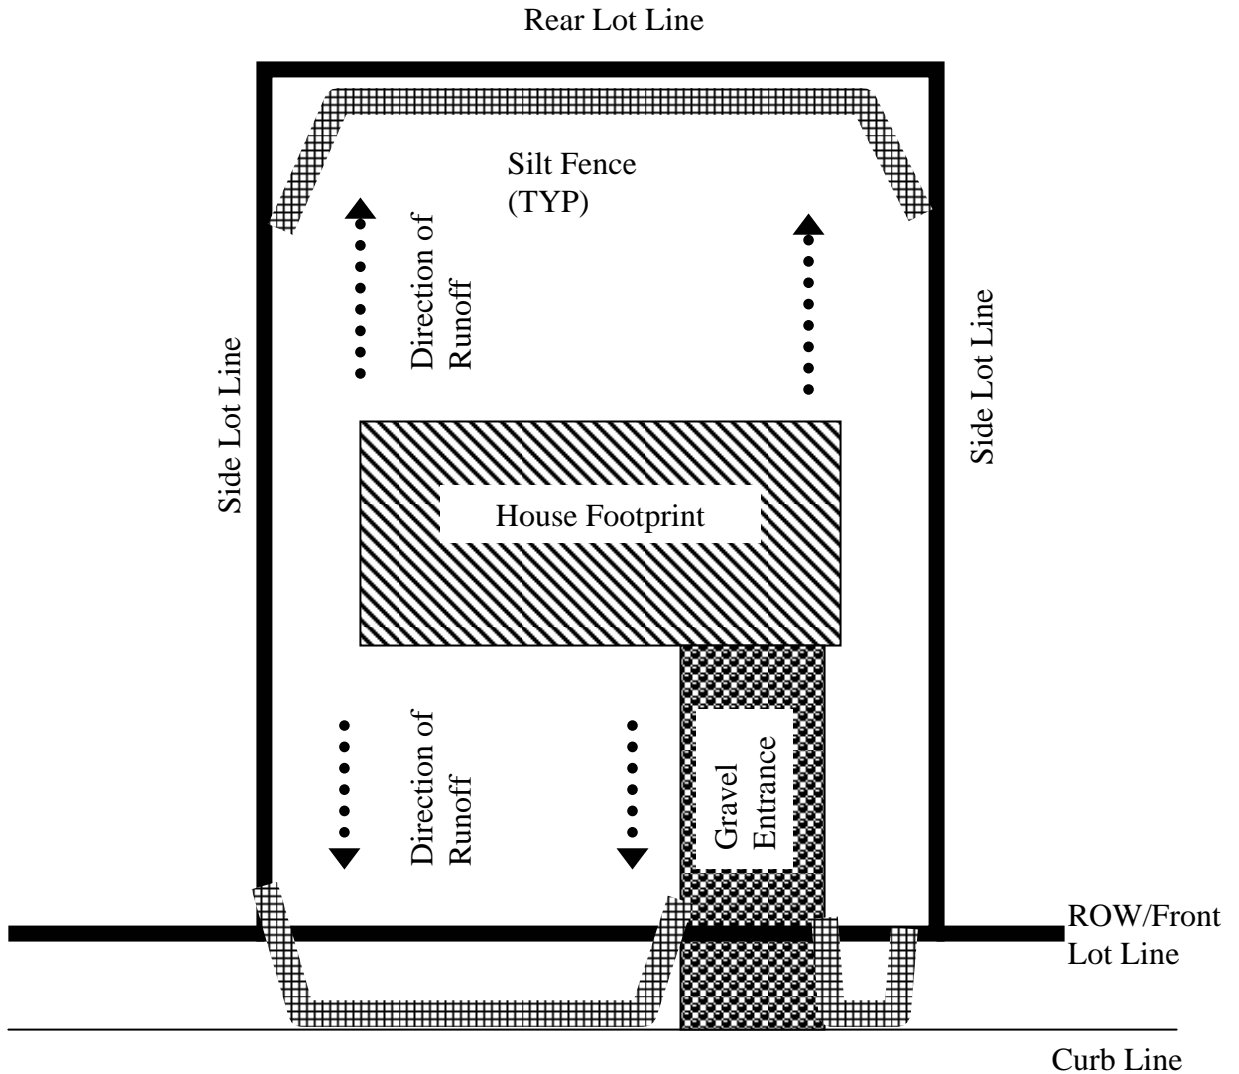 Rear Lot Line
Silt Fence
(TYP)
Direction of
Runoff
Side Lot Line
Side Lot Line
House Footprint
Direction of
Runoff
Gravel
Entrance
ROW/Front
Lot Line
Curb Line